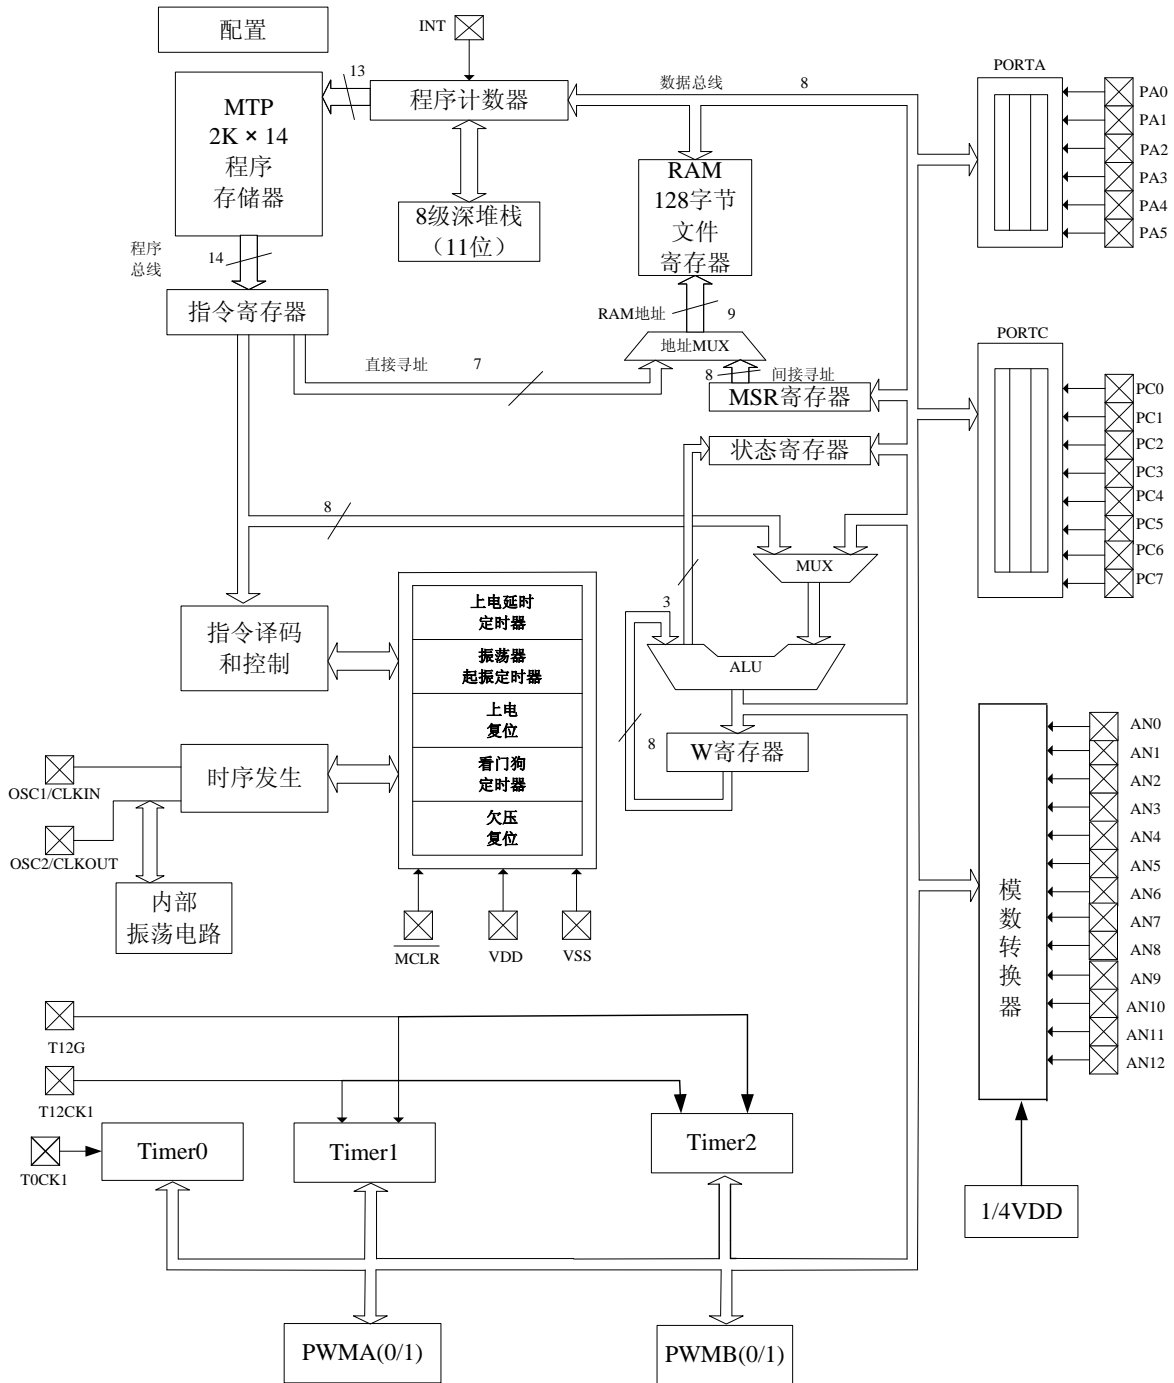 配置
INT
13
数据总线
8
PORTA
MTP
2K × 14
程序
存储器
程序计数器
PA0
PA1
PA2
PA3
PA4
PA5
RAM
128字节
文件
寄存器
8级深堆栈
（11位）
程序
总线
14
指令寄存器
RAM地址
9
地址MUX
PORTC
直接寻址
7
8
间接寻址
MSR寄存器
状态寄存器
PC0
PC1
PC2
PC3
PC4
PC5
PC6
PC7
8
MUX
3
指令译码
和控制
上电延时
定时器
振荡器
起振定时器
上电
复位
看门狗
定时器
欠压
复位
ALU
8
W寄存器
时序发生
OSC1/CLKIN
OSC2/CLKOUT
内部
振荡电路
MCLR
VDD
VSS
模
数
转
换
器
AN0
AN1
AN2
AN3
AN4
AN5
AN6
AN7
AN8
AN9
AN10
AN11
AN12
T12G
T12CK1
T0CK1
Timer0
Timer1
Timer2
1/4VDD
PWMA(0/1)
PWMB(0/1)